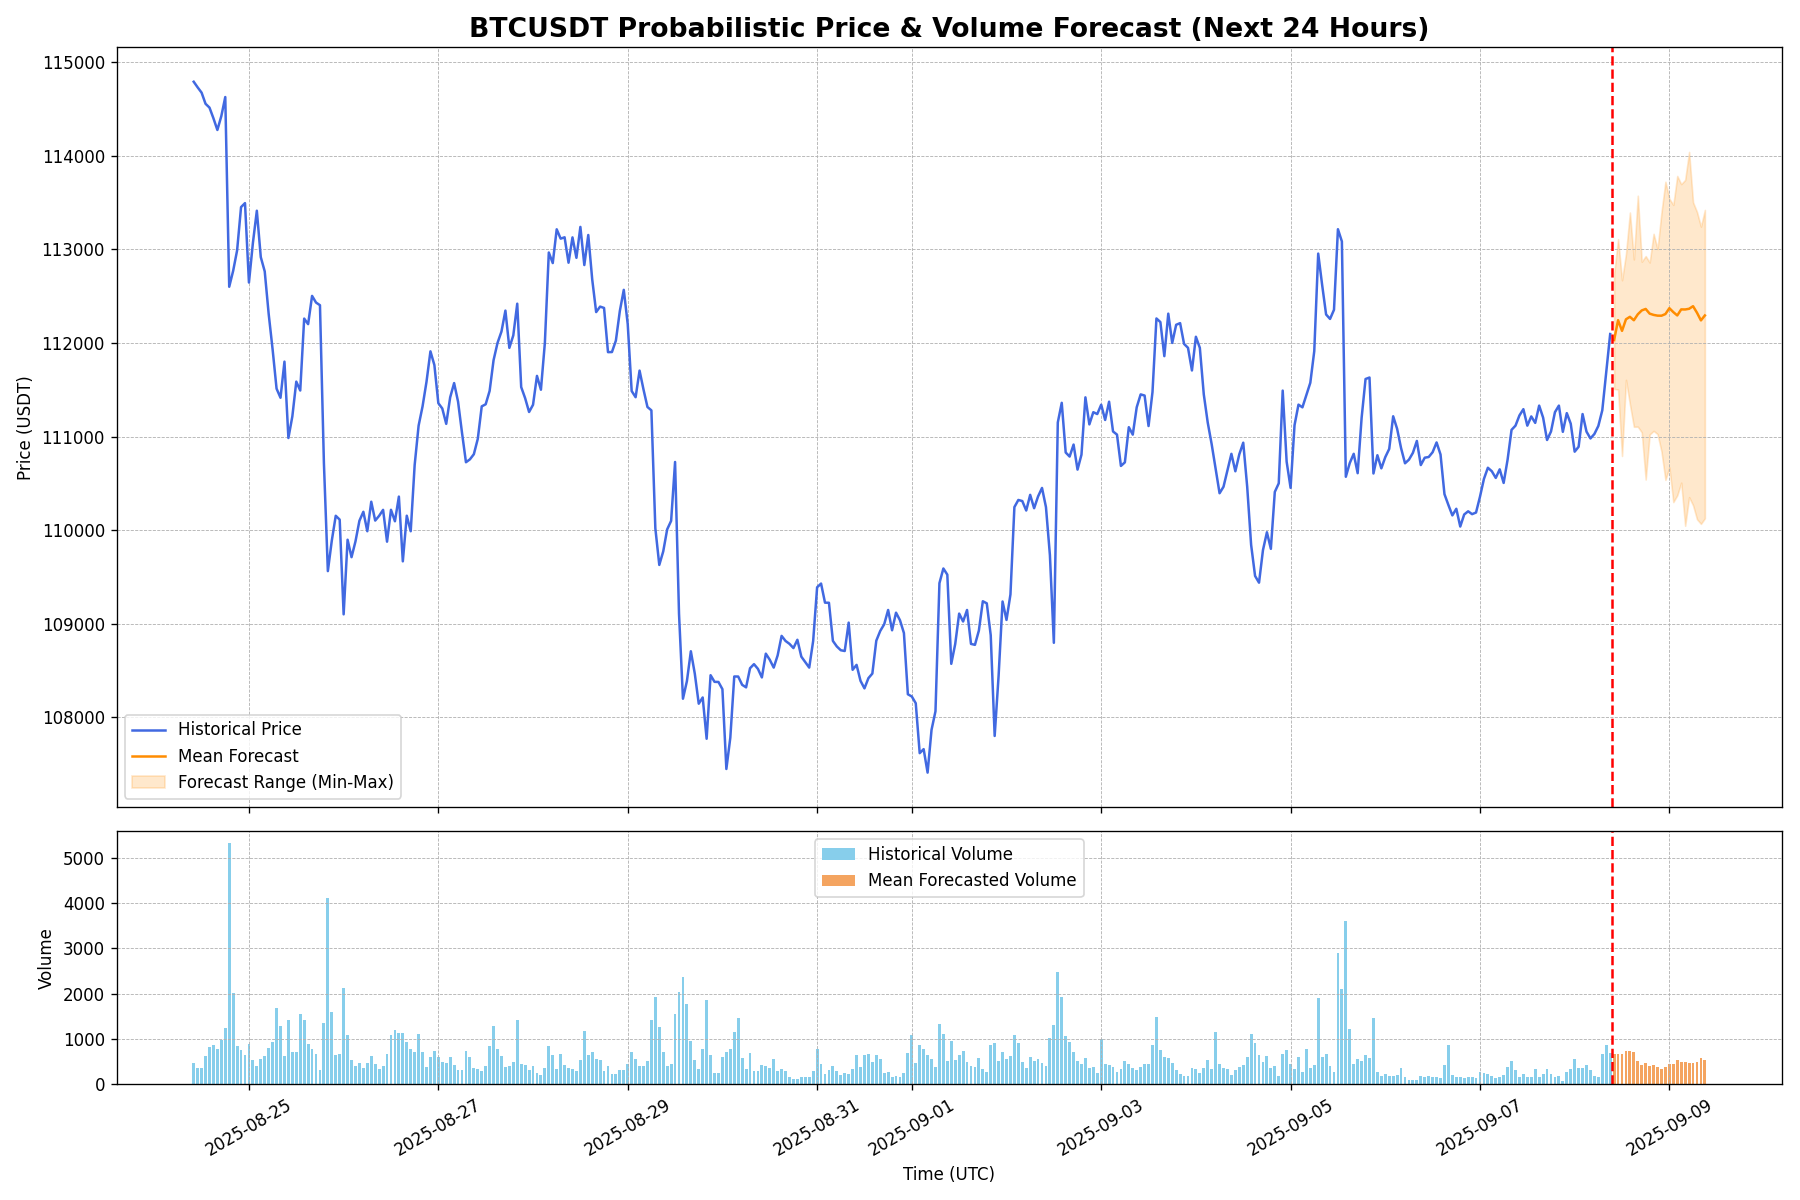 BTCUSDT Probabilistic Price & Volume Forecast (Next 24 Hours)
115000
114000
113000
112000
111000
110000
109000
108000
Price (USDT)
Historical Price
Mean Forecast
Forecast Range (Min-Max)
5000
4000
3000
2000
1000
0
Volume
Historical Volume
Mean Forecasted Volume
2025-08-25
2025-08-27
2025-08-29
2025-08-31
2025-09-01
2025-09-03
2025-09-05
2025-09-07
2025-09-09
Time (UTC)